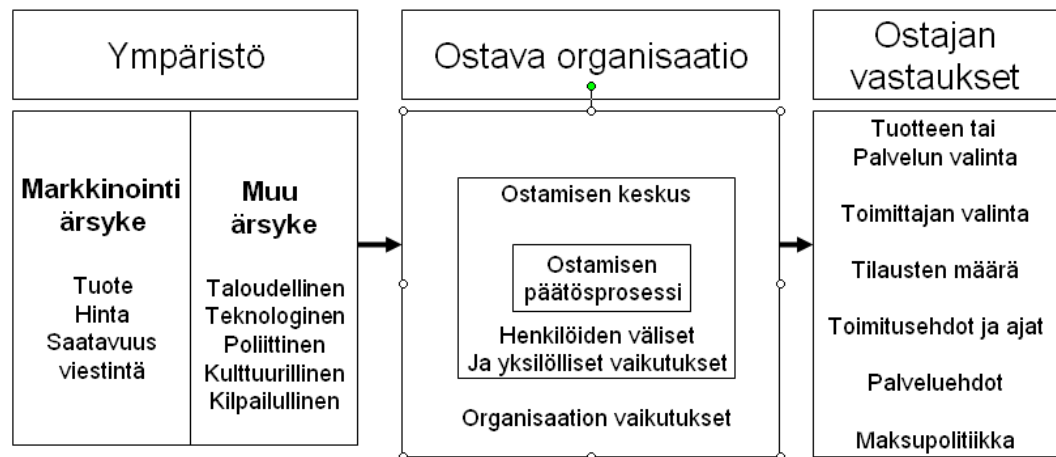 Ympäristö
Ostava organisaatio
Ostajan
vastaukset
Markkinointi
ärsyke
Tuote
Hinta
Saatavuus
viestintä
Muu
ärsyke
Taloudellinen
Teknologinen
Poliittinen
Kulttuurillinen
Kilpailullinen
Ostamisen keskus
Ostamisen
päätösprosessi
Henkilöiden väliset
Ja yksilölliset vaikutukset
Organisaation vaikutukset
Tuotteen tai
Palvelun valinta
Toimittajan valinta
Tilausten määrä
Toimitusehdot ja ajat
Palveluehdot
Maksupolitiikka